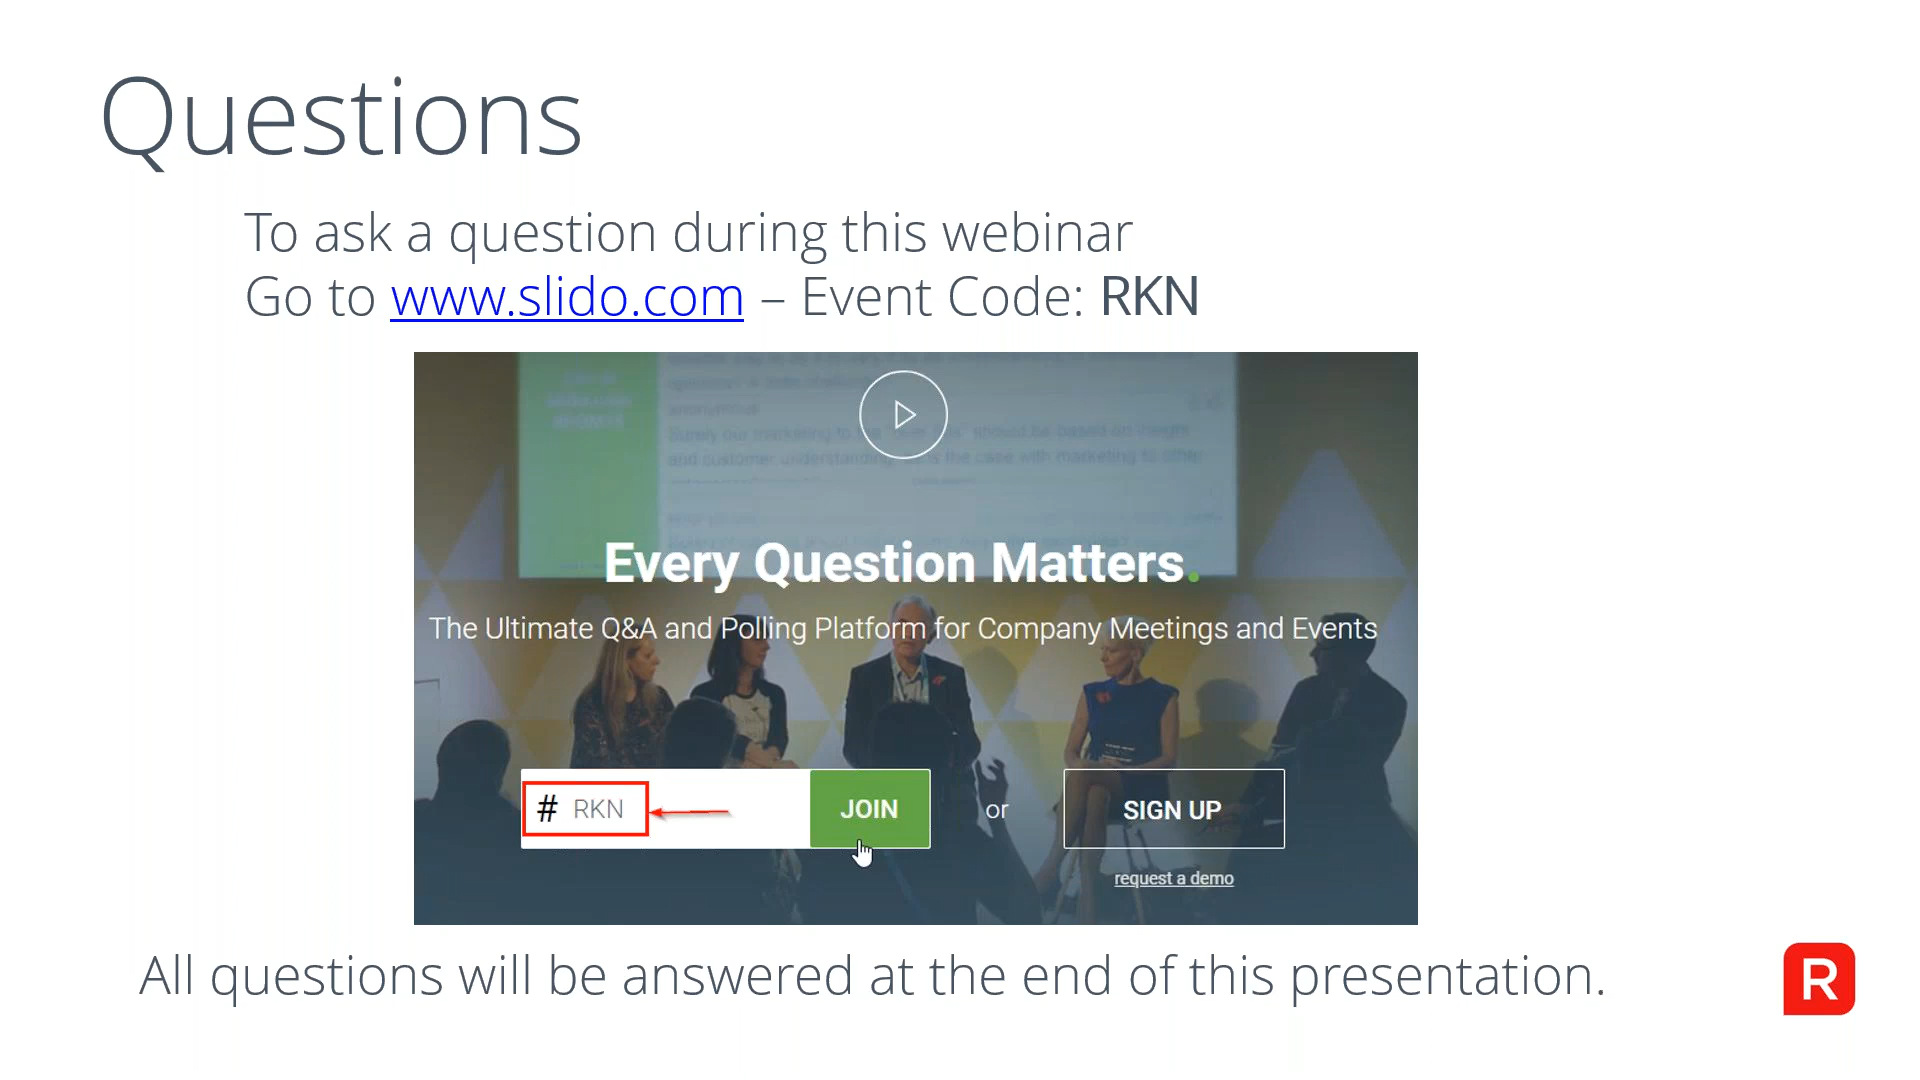 Questions
To ask a question during this webinar
Go to www.slido.com – Event Code: RKN
Every Question Matters.
The Ultimate Q&A and Polling Platform for Company Meetings and Events
# RKN
JOIN
or
SIGN UP
request a demo
All questions will be answered at the end of this presentation.
R